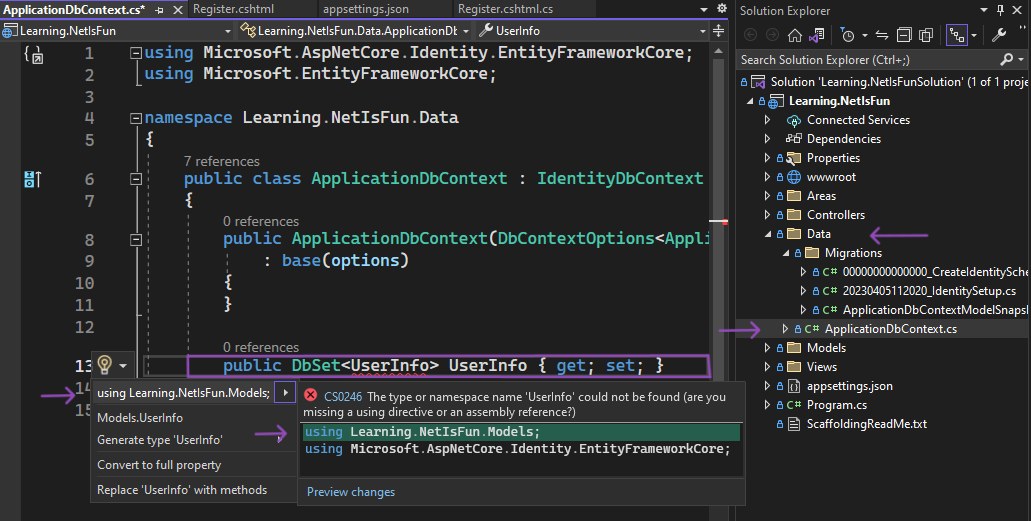 ApplicationDbContext.cs*
Register.cshtml
appsettings.json
Register.cshtml.cs
Learning.NetIsFun
Learning.NetIsFun.Data.ApplicationDb
UserInfo
1 using Microsoft.AspNetCore.Identity.EntityFrameworkCore;
2 using Microsoft.EntityFrameworkCore;
3
4 namespace Learning.NetIsFun.Data
5 {
7 references
6 public class ApplicationDbContext : IdentityDbContext
7 {
0 references
8 public ApplicationDbContext(DbContextOptions<Appli
9 : base(options)
10 {
11 }
12
0 references
13 public DbSet<UserInfo> UserInfo { get; set; }
14
15
using Learning.NetIsFun.Models;
Models.UserInfo
Generate type 'UserInfo'
Convert to full property
Replace 'UserInfo' with methods
CS0246 The type or namespace name 'UserInfo' could not be found (are you
missing a using directive or an assembly reference?)
using Learning.NetIsFun.Models;
using Microsoft.AspNetCore.Identity.EntityFrameworkCore;
Preview changes
Solution Explorer
Search Solution Explorer (Ctrl+;)
Solution 'Learning.NetIsFunSolution' (1 of 1 proje
Learning.NetIsFun
Connected Services
Dependencies
Properties
wwwroot
Areas
Controllers
Data
Migrations
C# 00000000000000_CreateIdentitySche
C# 20230405112020_IdentitySetup.cs
C# ApplicationDbContextModelSnaps
C# ApplicationDbContext.cs
Models
Views
appsettings.json
C# Program.cs
ScaffoldingReadMe.txt